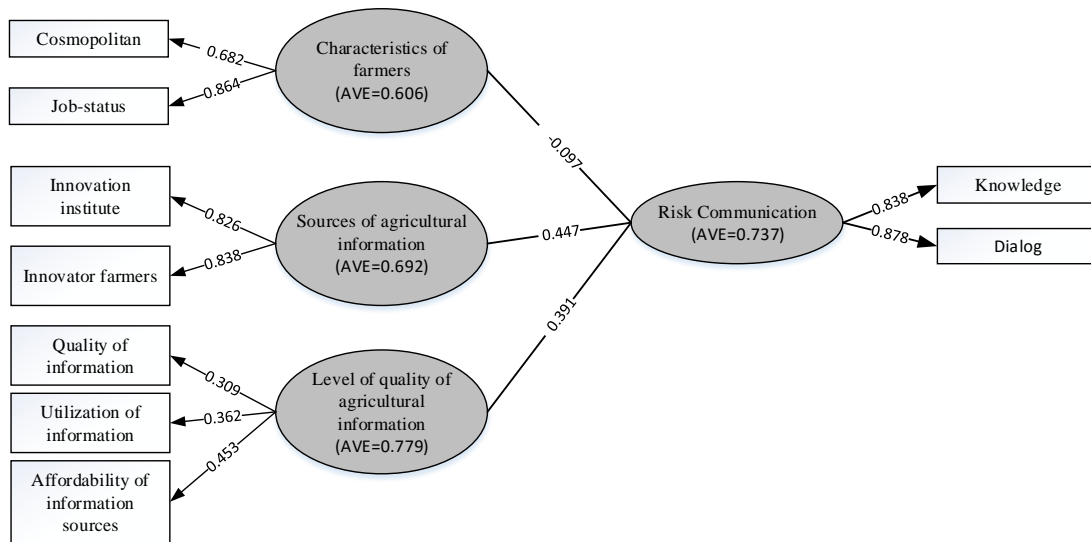 Cosmopolitan
0.682
Job-status
0.864
Characteristics of
farmers
(AVE=0.606)
-0.097
Innovation
institute
0.826
Innovator farmers
0.838
Sources of agricultural
information
(AVE=0.692)
0.447
Quality of
information
0.309
Utilization of
information
0.362
Affordability of
information
sources
0.453
Level of quality of
agricultural
information
(AVE=0.779)
0.391
Risk Communication
(AVE=0.737)
0.838
Knowledge
0.878
Dialog